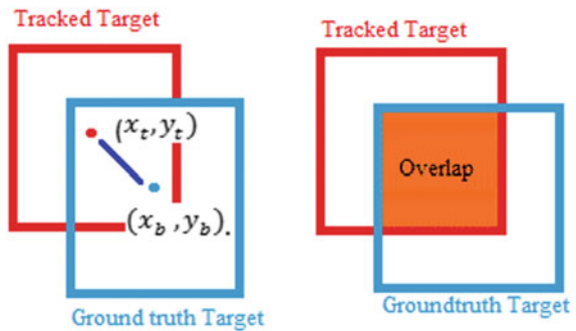 Tracked Target
(x_t, y_t)
(x_b, y_b).
Ground truth Target
Tracked Target
Overlap
Groundtruth Target